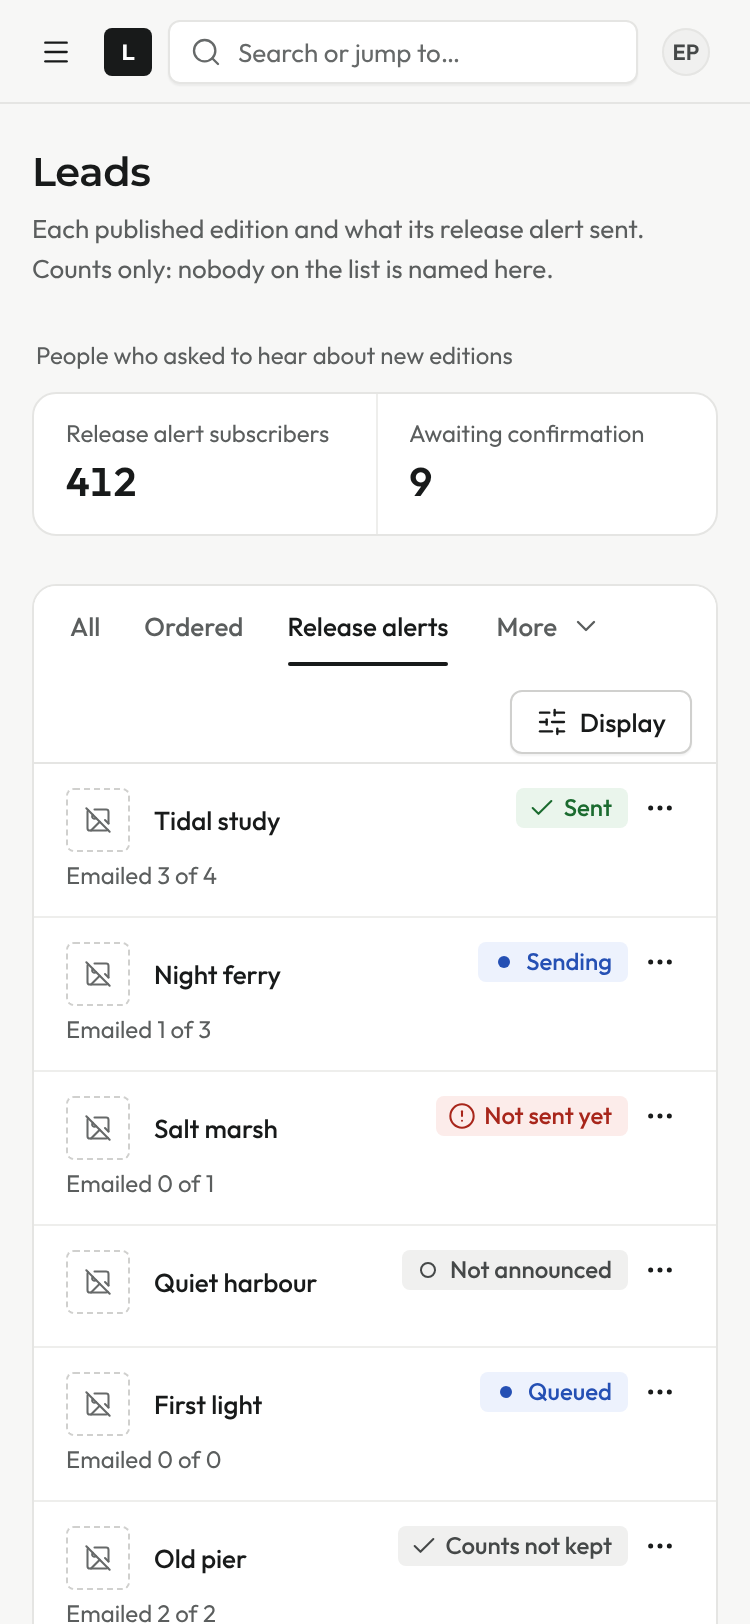 L
Search or jump to…
EP
Leads
Each published edition and what its release alert sent.
Counts only: nobody on the list is named here.
People who asked to hear about new editions
Release alert subscribers
412
Awaiting confirmation
9
All
Ordered
Release alerts
More
Display
Tidal study
Sent
Emailed 3 of 4
Night ferry
Sending
Emailed 1 of 3
Salt marsh
Not sent yet
Emailed 0 of 1
Quiet harbour
Not announced
First light
Queued
Emailed 0 of 0
Old pier
Counts not kept
Emailed 2 of 2